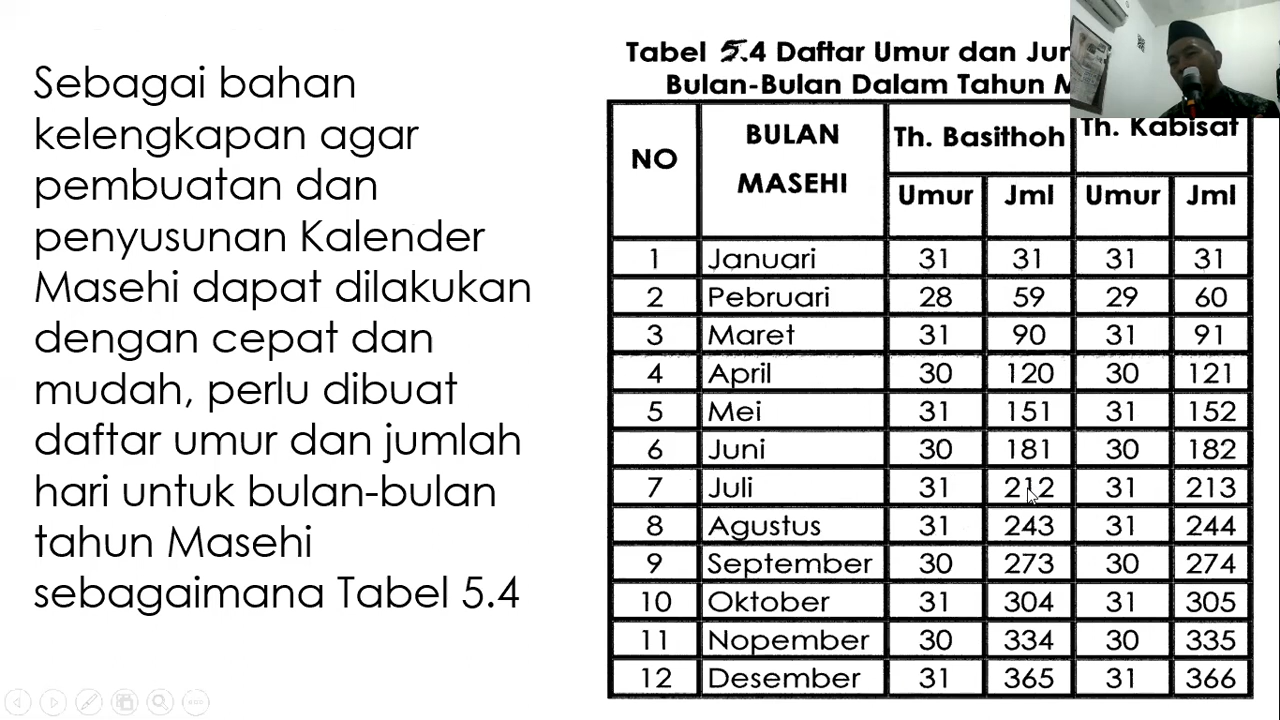 Sebagai bahan
kelengkapan agar
pembuatan dan
penyusunan Kalender
Masehi dapat dilakukan
dengan cepat dan
mudah, perlu dibuat
daftar umur dan jumlah
hari untuk bulan-bulan
tahun Masehi
sebagaimana Tabel 5.4
Tabel 5.4 Daftar Umur dan
Bulan-Bulan Dalam Tahun
NO BULAN MASEHI Th. Basithoh Th. Kabisat
Umur Jml Umur Jml
1 Januari 31 31 31 31
2 Pebruari 28 59 29 60
3 Maret 31 90 31 91
4 April 30 120 30 121
5 Mei 31 151 31 152
6 Juni 30 181 30 182
7 Juli 31 212 31 213
8 Agustus 31 243 31 244
9 September 30 273 30 274
10 Oktober 31 304 31 305
11 Nopember 30 334 30 335
12 Desember 31 365 31 366